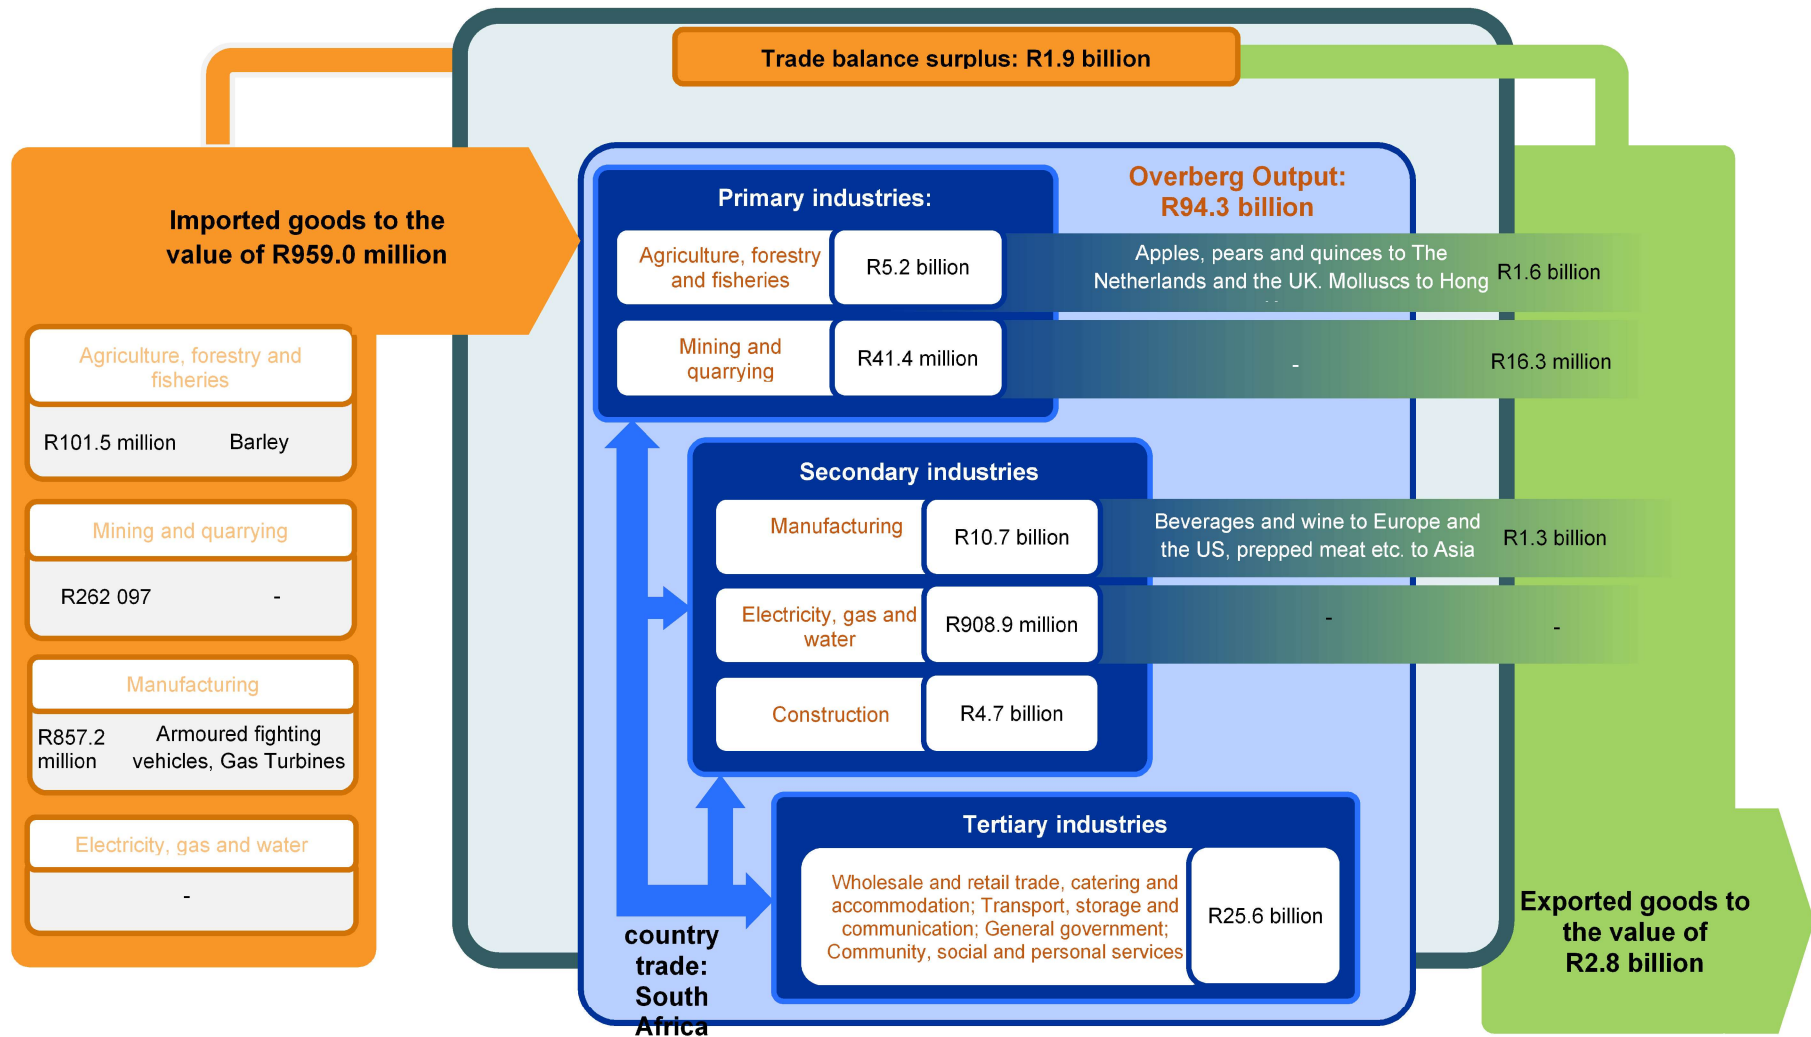 Trade balance surplus: R1.9 billion
Imported goods to the
value of R959.0 million
Agriculture, forestry and
fisheries
R101.5 million Barley
Mining and quarrying
R262 097 -
Manufacturing
R857.2
million
Armoured fighting
vehicles, Gas Turbines
Electricity, gas and water
-
Overberg Output:
R94.3 billion
Primary industries:
Agriculture, forestry
and fisheries
R5.2 billion
Apples, pears and quinces to The
Netherlands and the UK. Molluscs to Hong
R1.6 billion
Mining and
quarrying
R41.4 million
-
R16.3 million
Secondary industries
Manufacturing
R10.7 billion
Beverages and wine to Europe and
the US, prepped meat etc. to Asia
R1.3 billion
Electricity, gas and
water
R908.9 million
-
-
Construction
R4.7 billion
Tertiary industries
Wholesale and retail trade, catering and
accommodation; Transport, storage and
communication; General government;
Community, social and personal services
R25.6 billion
country
trade:
South
Africa
Exported goods to
the value of
R2.8 billion